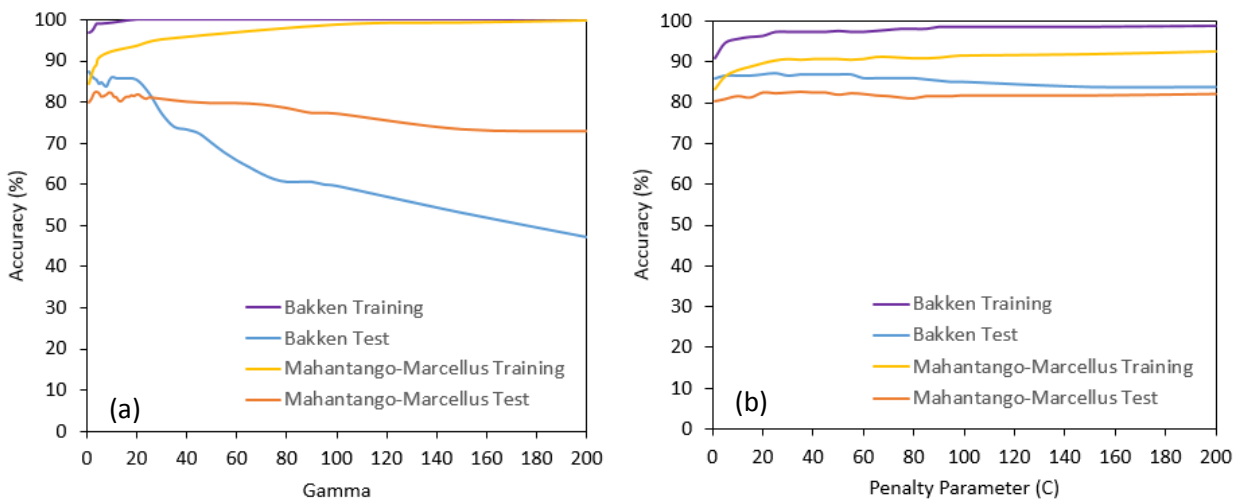 100
90
80
70
60
50
40
30
20
10
0
Accuracy (%)
Bakken Training
Bakken Test
Mahantango-Marcellus Training
Mahantango-Marcellus Test
(a)
0 20 40 60 80 100 120 140 160 180 200
Gamma
100
90
80
70
60
50
40
30
20
10
0
Accuracy (%)
Bakken Training
Bakken Test
Mahantango-Marcellus Training
Mahantango-Marcellus Test
(b)
0 20 40 60 80 100 120 140 160 180 200
Penalty Parameter (C)